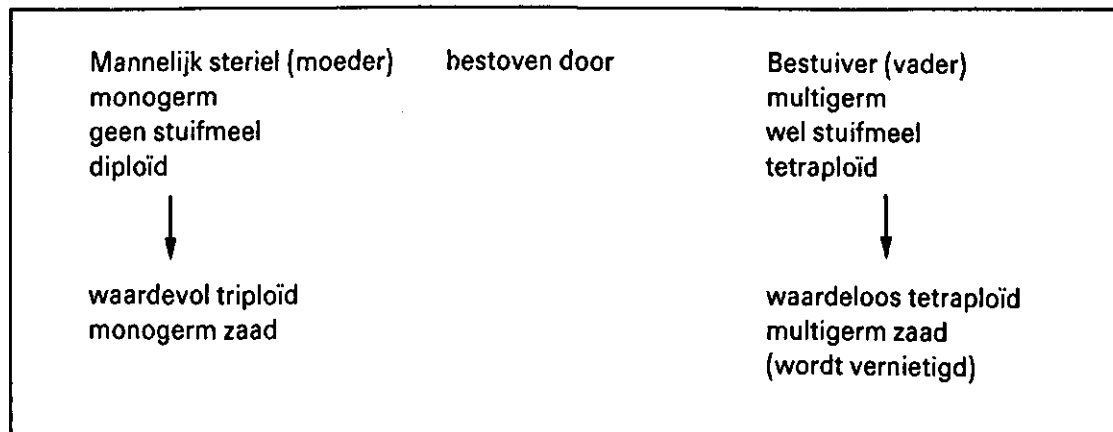 Mannelijk steriel (moeder) bestoven door Bestuiver (vader)
monogerm multigerm
geen stuifmeel wel stuifmeel
diploïd tetraploïd
waardevol triploïd waardeloos tetraploïd
monogerm zaad multigerm zaad
(wordt vernietigd)